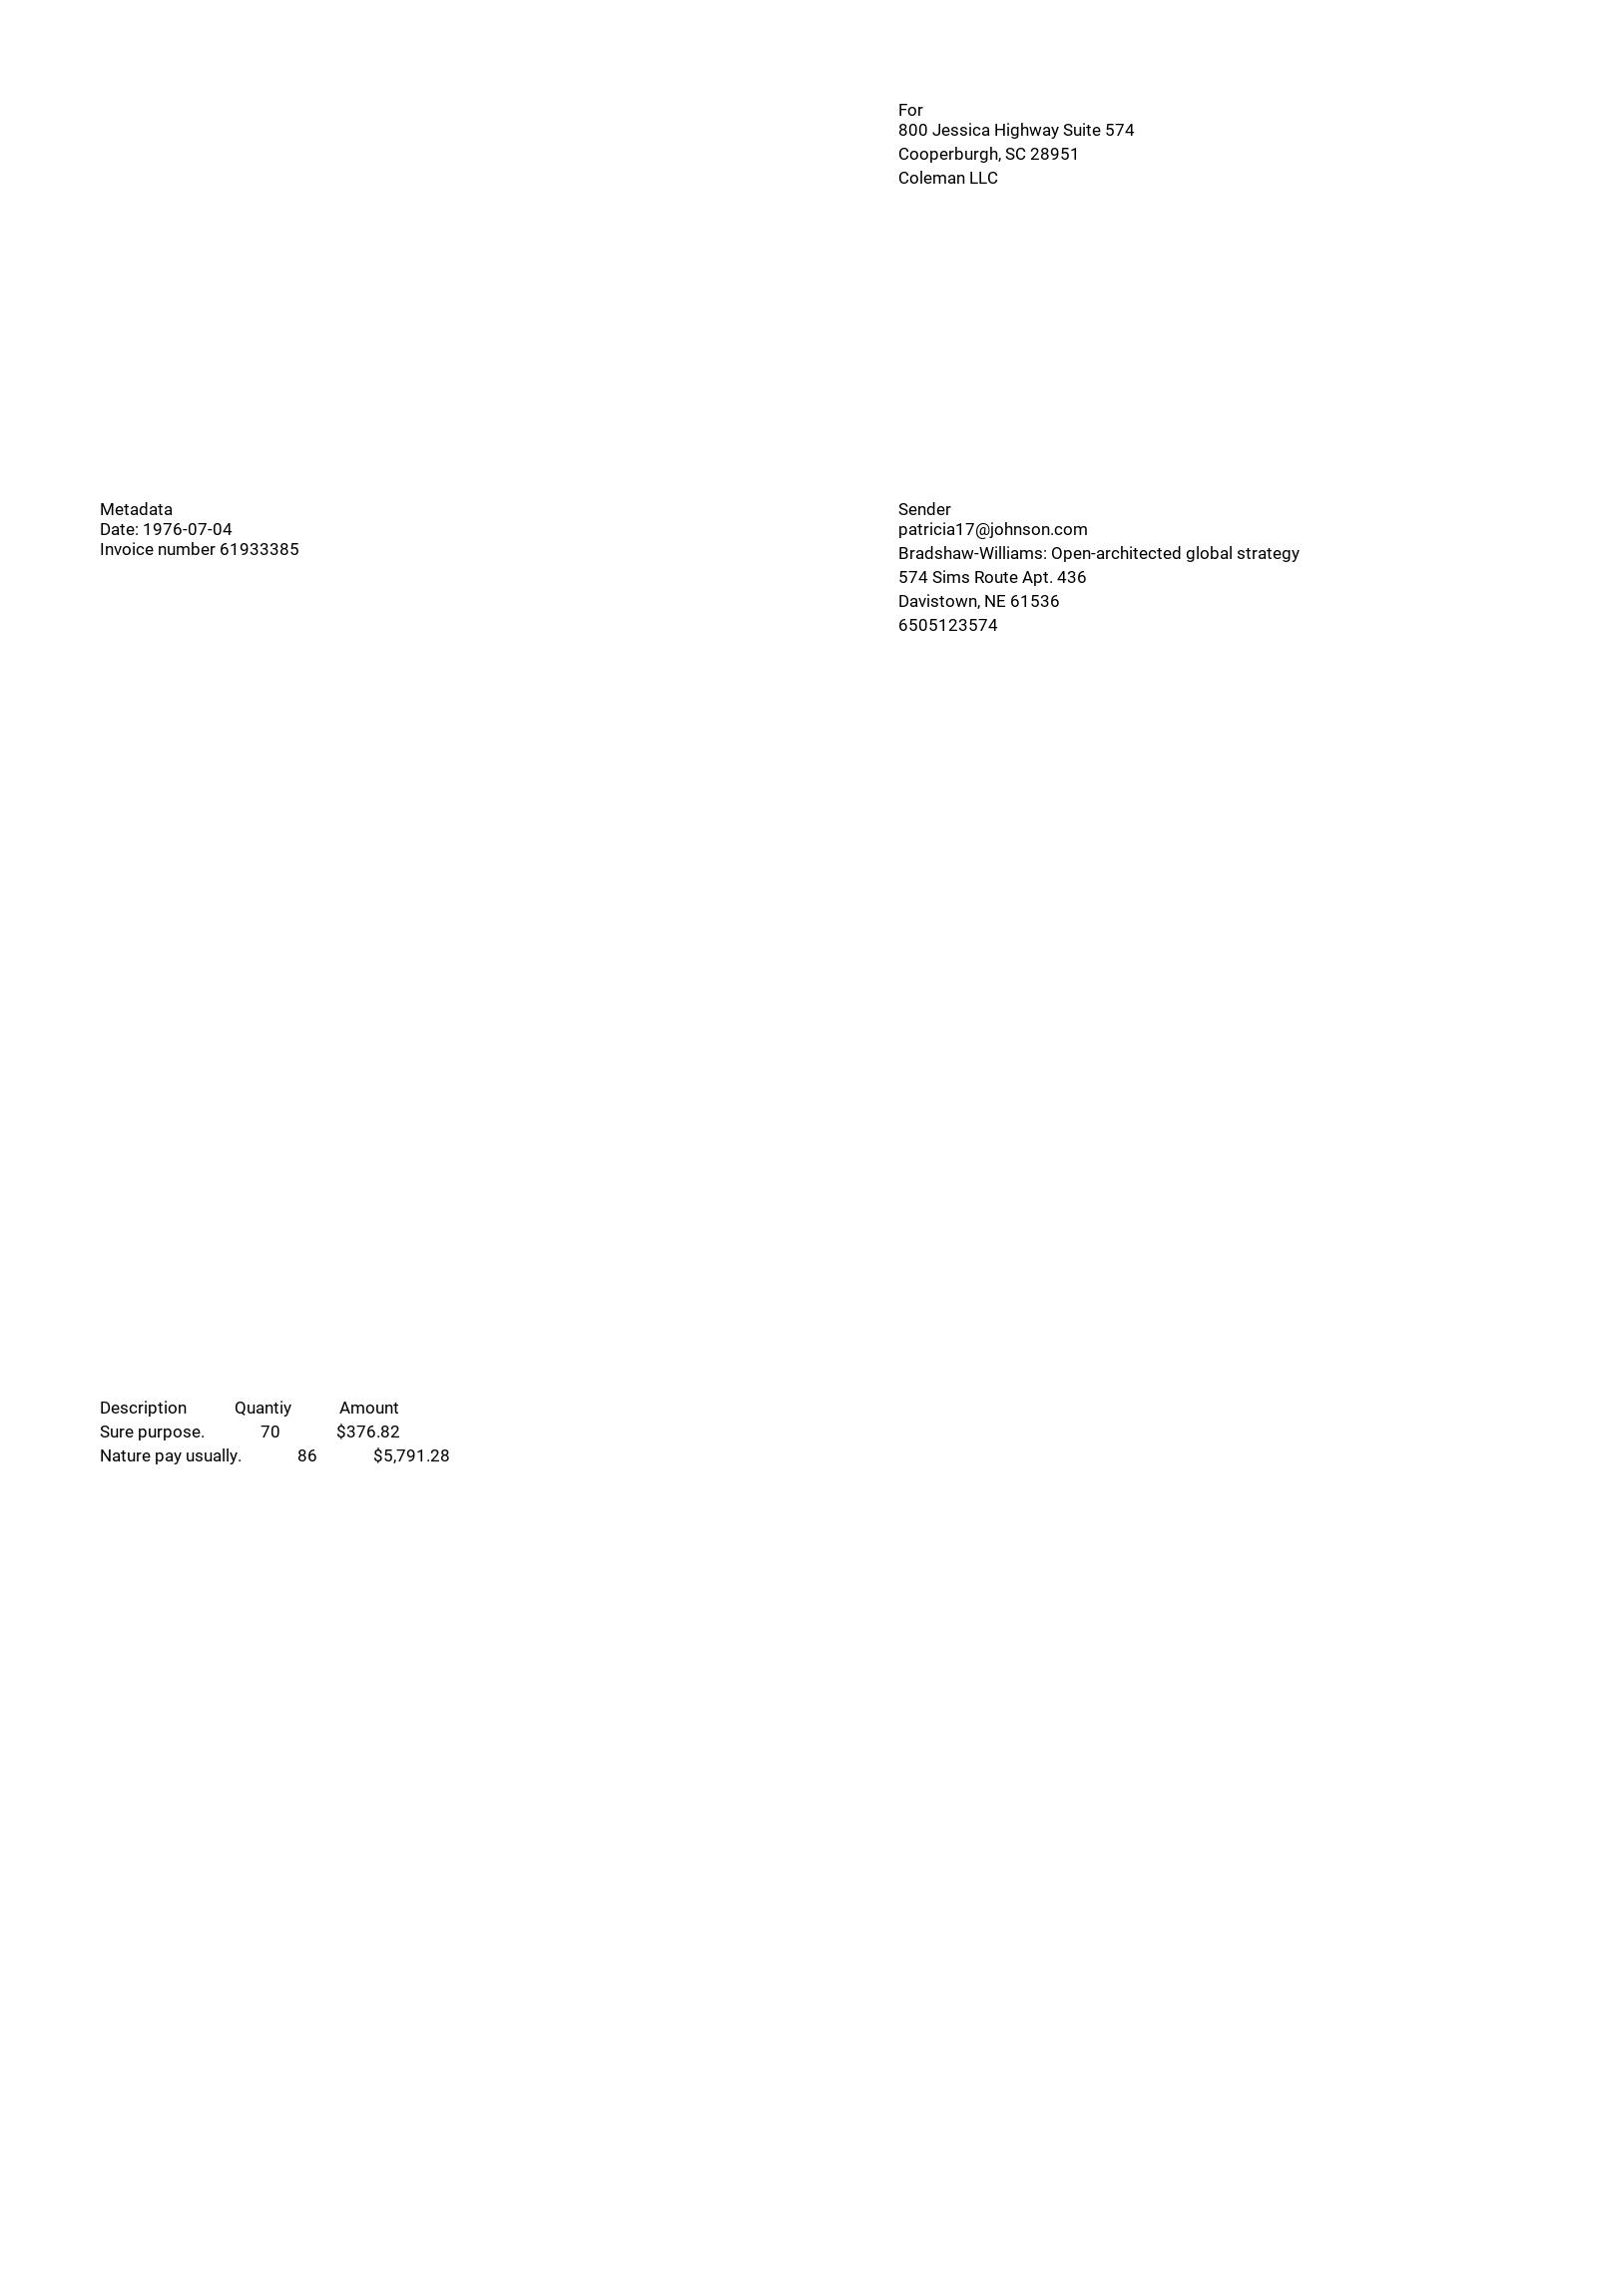 For
800 Jessica Highway Suite 574
Cooperburgh, SC 28951
Coleman LLC
Metadata
Date: 1976-07-04
Invoice number 61933385
Sender
patricia17@johnson.com
Bradshaw-Williams: Open-architected global strategy
574 Sims Route Apt. 436
Davistown, NE 61536
6505123574
Description Quantiy Amount
Sure purpose. 70 $376.82
Nature pay usually. 86 $5,791.28